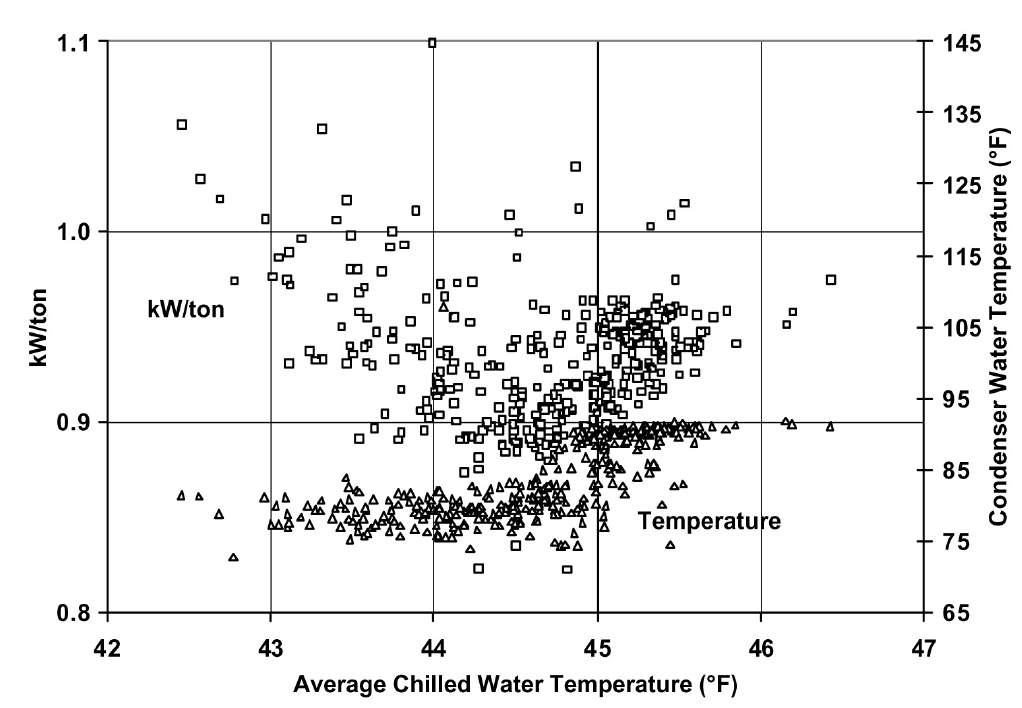 1.1
1.0
0.9
0.8
kW/ton
145
135
125
115
105
95
85
75
65
Condenser Water Temperature (°F)
kW/ton
Temperature
42 43 44 45 46 47
Average Chilled Water Temperature (°F)